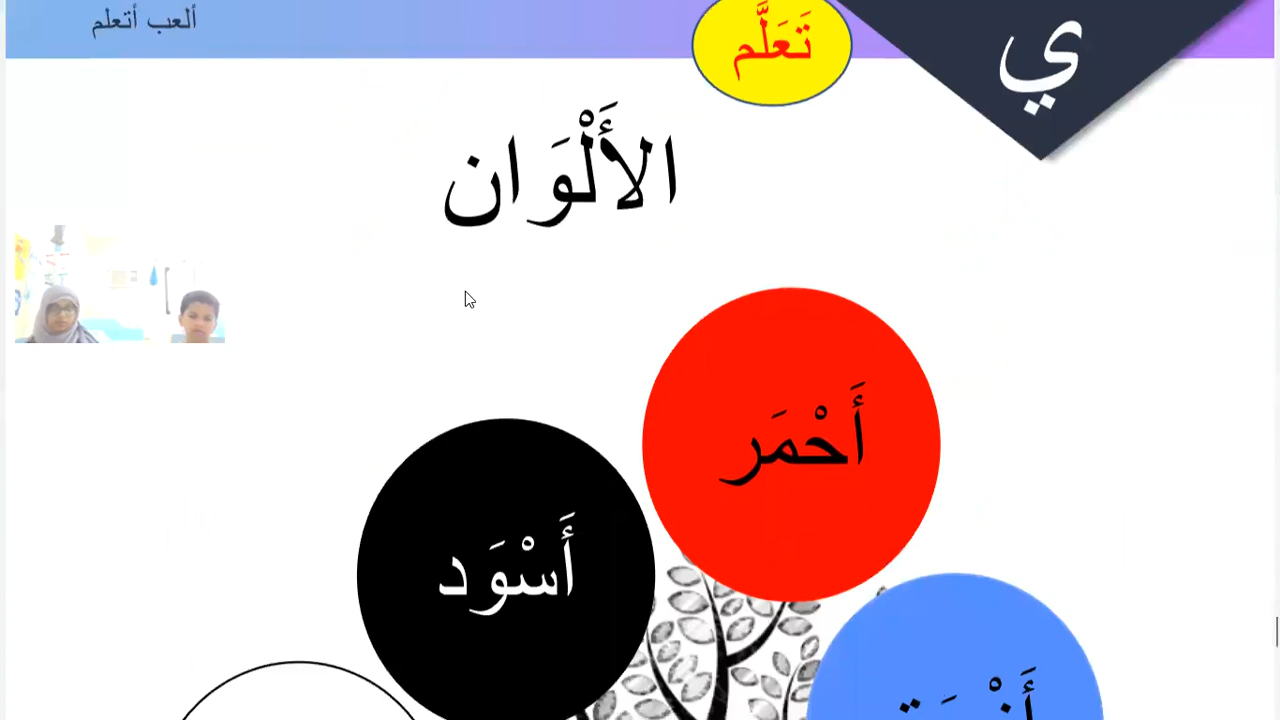 ألعب أتعلم
تَعَلَّم
ي
الأَلْوَان
أَحْمَر
أَسْوَد